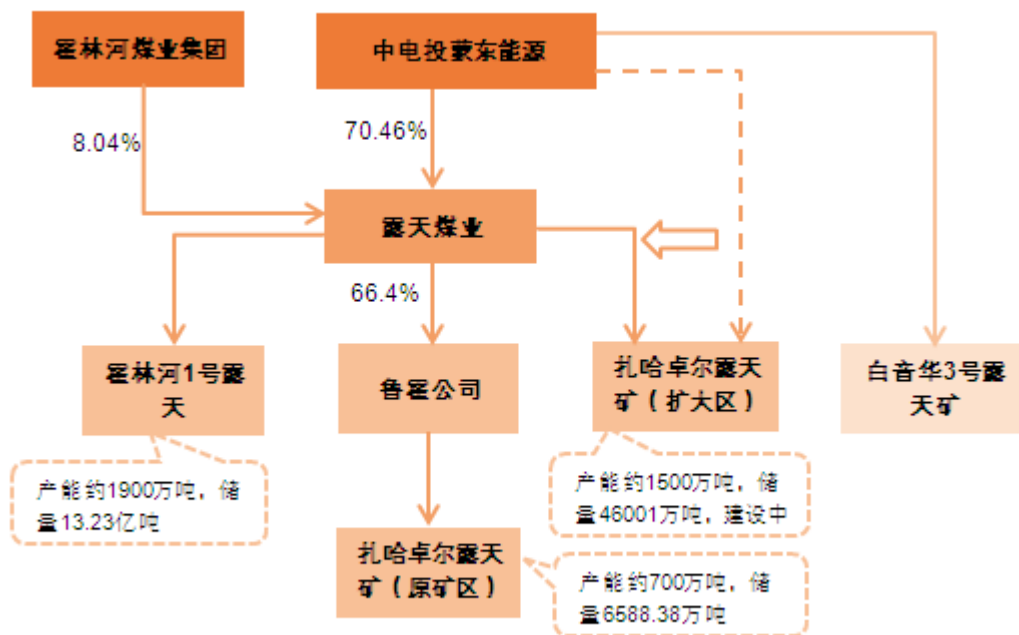 霍林河煤业集团
中电投蒙东能源
8.04%
70.46%
露天煤业
66.4%
霍林河1号露
天
鲁霍公司
扎哈卓尔露天
矿（扩大区）
白音华3号露
天矿
产能约1900万吨，储
量13.23亿吨
产能约1500万吨，储
量46001万吨，建设中
扎哈卓尔露天
矿（原矿区）
产能约700万吨，储
量6588.38万吨